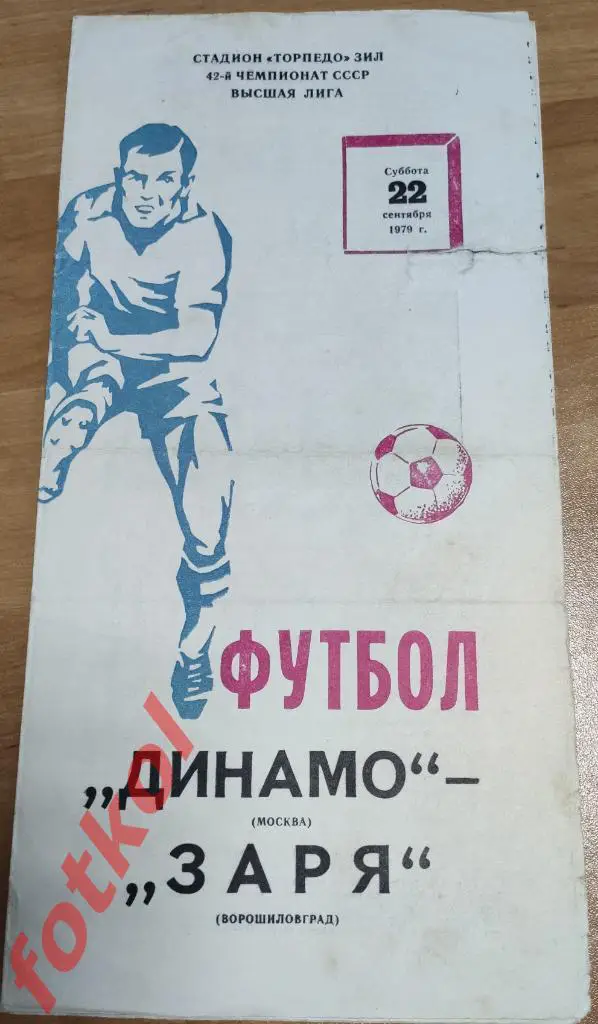 СТАДИОН «ТОРПЕДО» ЗИЛ
42-й ЧЕМПИОНАТ СССР
ВЫСШАЯ ЛИГА
Суббота
22
сентября
1979 г.
ФУТБОЛ
„ДИНАМО“ –
(МОСКВА)
„ЗАРЯ“
(ВОРОШИЛОВГРАД)
fotkol